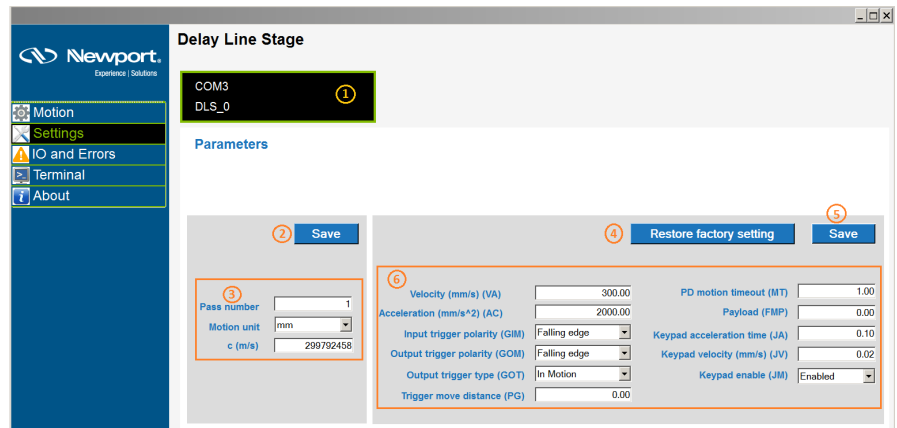 Newport®
Experience | Solutions
Motion
Settings
IO and Errors
Terminal
About
Delay Line Stage
COM3
DLS_0
1
Parameters
2
Save
3
Pass number 1
Motion unit mm
c (m/s) 299792458
4
Restore factory setting
5
Save
6
Velocity (mm/s) (VA) 300.00
Acceleration (mm/s^2) (AC) 2000.00
Input trigger polarity (GIM) Falling edge
Output trigger polarity (GOM) Falling edge
Output trigger type (GOT) In Motion
Trigger move distance (PG) 0.00
PD motion timeout (MT) 1.00
Payload (FMP) 0.00
Keypad acceleration time (JA) 0.10
Keypad velocity (mm/s) (JV) 0.02
Keypad enable (JM) Enabled